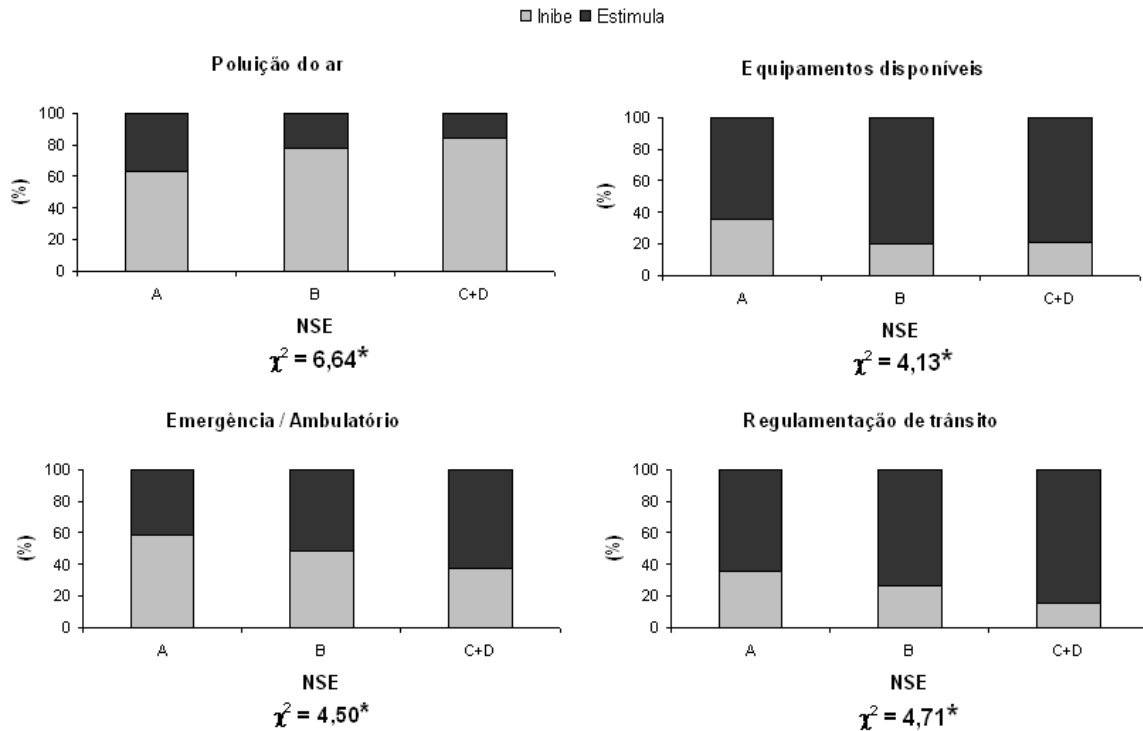 Inibe Estimula
Poluição do ar
100
80
60
40
20
0
(%)
A B C+D
NSE
χ² = 6,64*
Equipamentos disponíveis
100
80
60
40
20
0
(%)
A B C+D
NSE
χ² = 4,13*
Emergência / Ambulatório
100
80
60
40
20
0
(%)
A B C+D
NSE
χ² = 4,50*
Regulamentação de trânsito
100
80
60
40
20
0
(%)
A B C+D
NSE
χ² = 4,71*